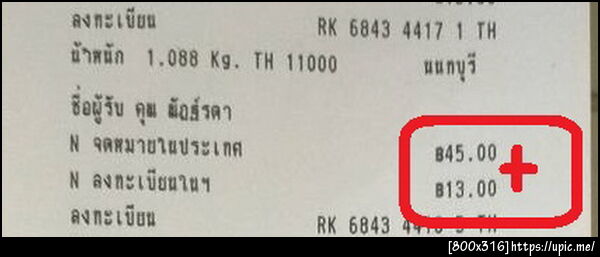 ลงทะเบียน RK 6843 4417 1 TH
น้ำหนัก 1.088 Kg. TH 11000 นนทบุรี
ชื่อผู้รับ คุณ
N จดหมายในประเทศ ฿45.00
+
N ลงทะเบียนในฯ ฿13.00
ลงทะเบียน RK 6843 TH
[800x316] https://upic.me/